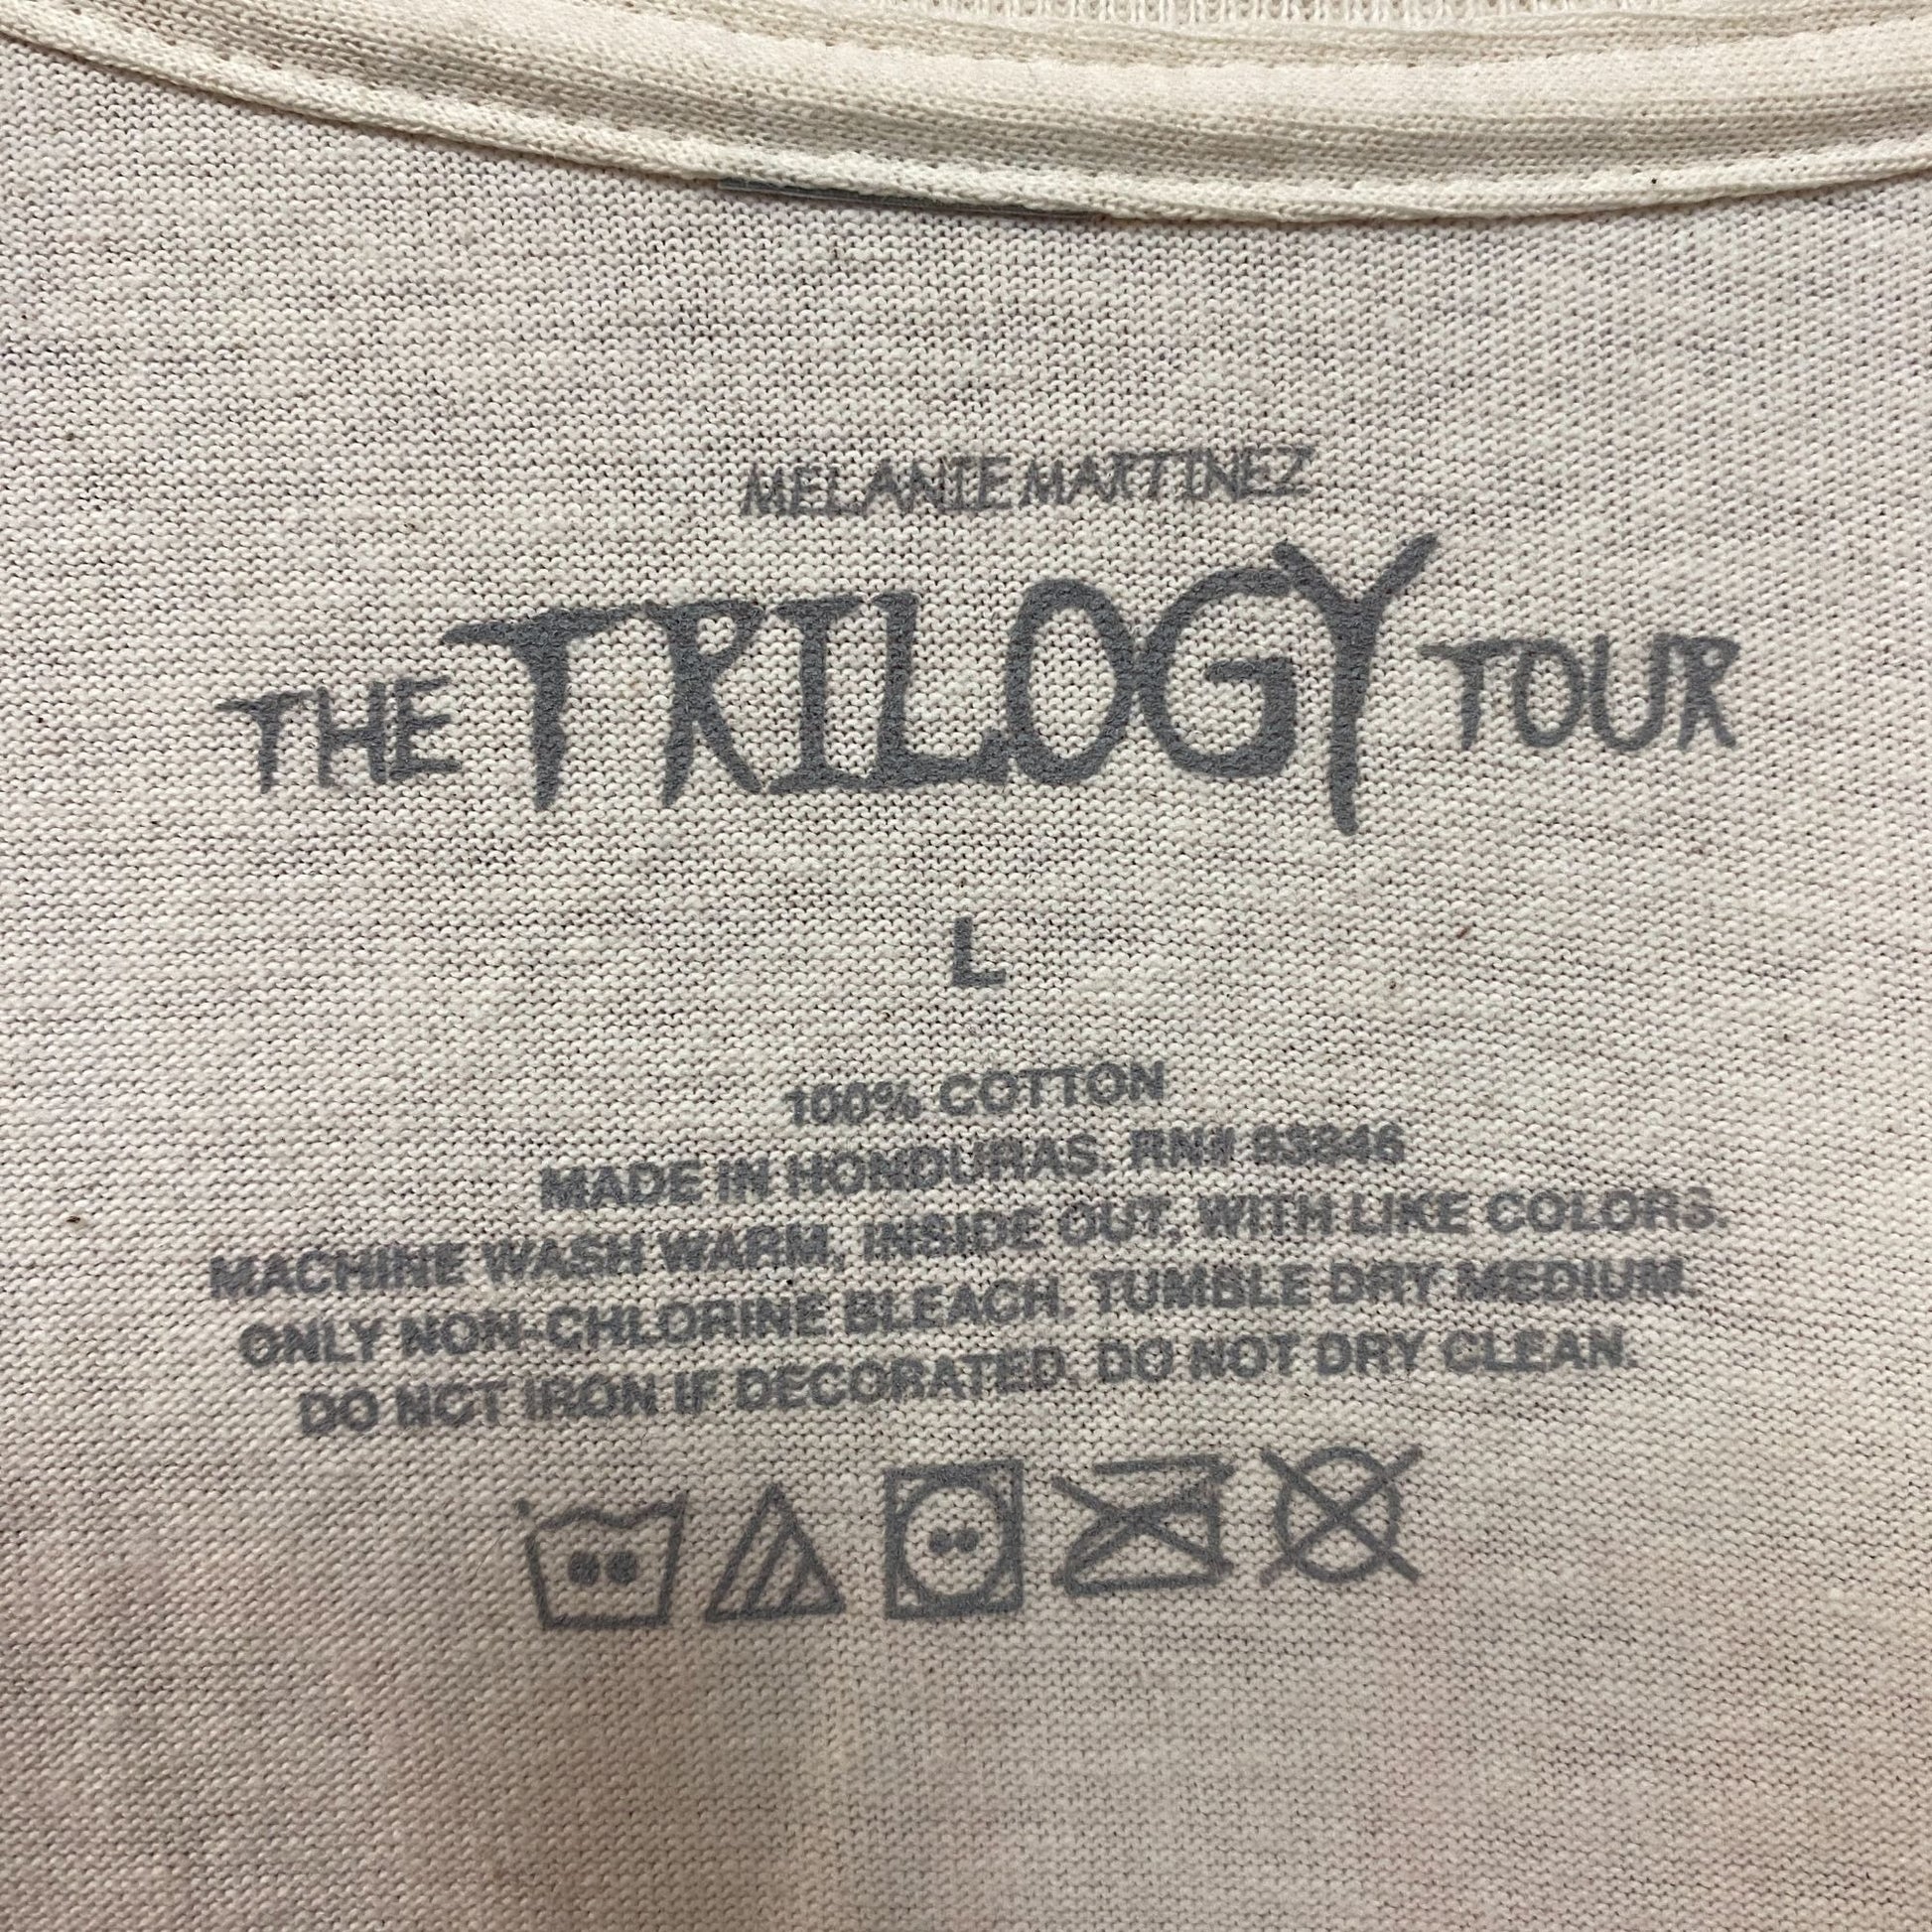 MELANIE MARTINEZ
THE TRILOGY TOUR
L
100% COTTON
MADE IN HONDURAS. RN# 93846
MACHINE WASH WARM, INSIDE OUT, WITH LIKE COLORS.
ONLY NON-CHLORINE BLEACH. TUMBLE DRY MEDIUM.
DO NOT IRON IF DECORATED. DO NOT DRY CLEAN.